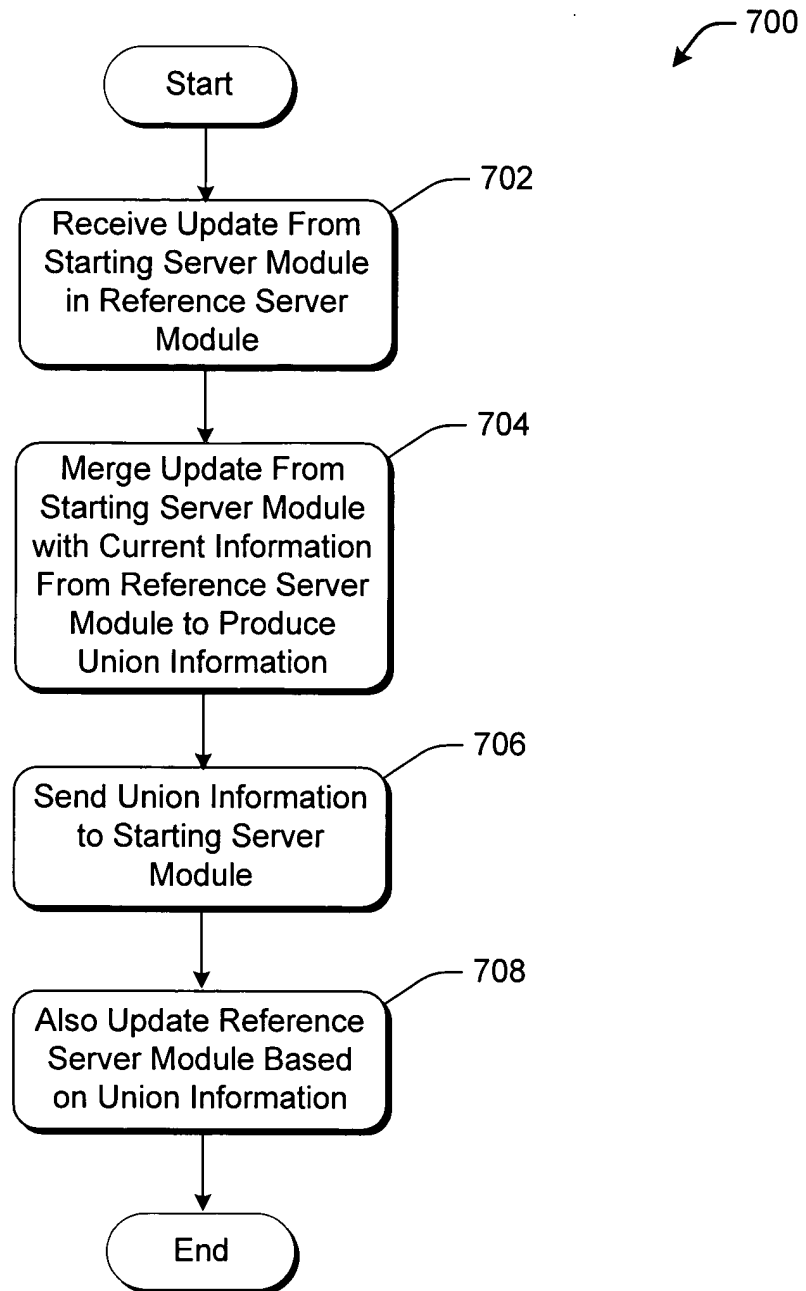 700
Start
702
Receive Update From
Starting Server Module
in Reference Server
Module
704
Merge Update From
Starting Server Module
with Current Information
From Reference Server
Module to Produce
Union Information
706
Send Union Information
to Starting Server
Module
708
Also Update Reference
Server Module Based
on Union Information
End